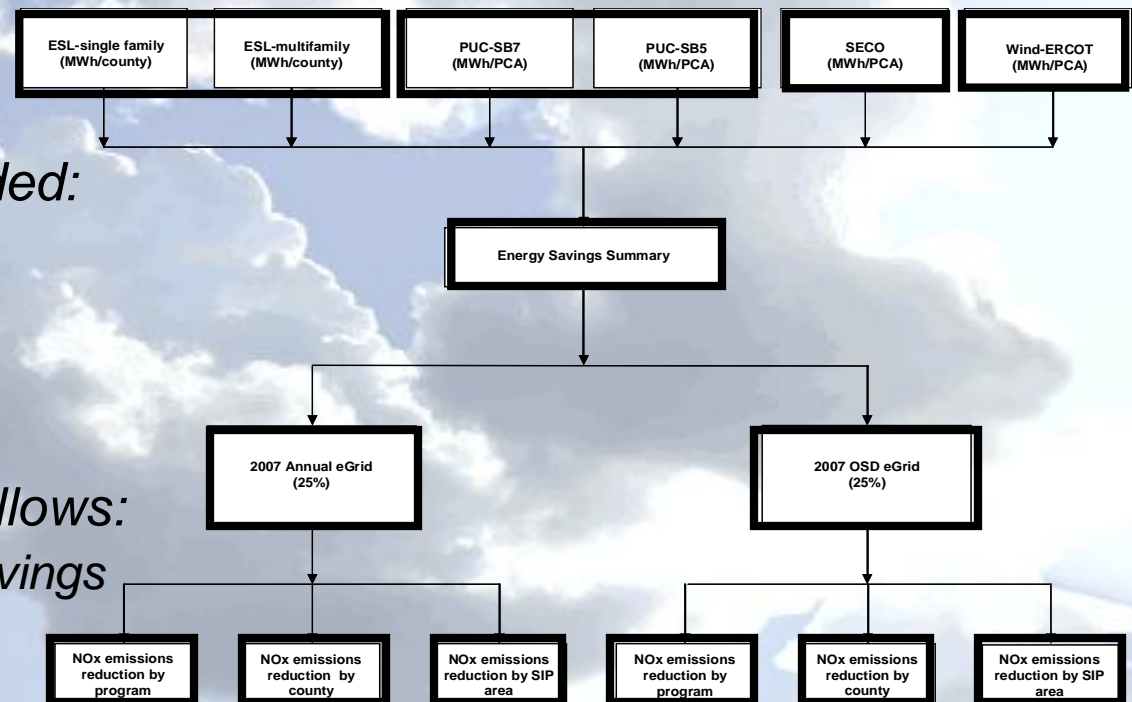 ESL-single family
(MWh/county)
ESL-multifamily
(MWh/county)
PUC-SB7
(MWh/PCA)
PUC-SB5
(MWh/PCA)
SECO
(MWh/PCA)
Wind-ERCOT
(MWh/PCA)
ded:
Energy Savings Summary
2007 Annual eGrid
(25%)
2007 OSD eGrid
(25%)
llows:
vings
NOx emissions
reduction by
program
NOx emissions
reduction by
county
NOx emissions
reduction by SIP
area
NOx emissions
reduction by
program
NOx emissions
reduction by
county
NOx emissions
reduction by SIP
area